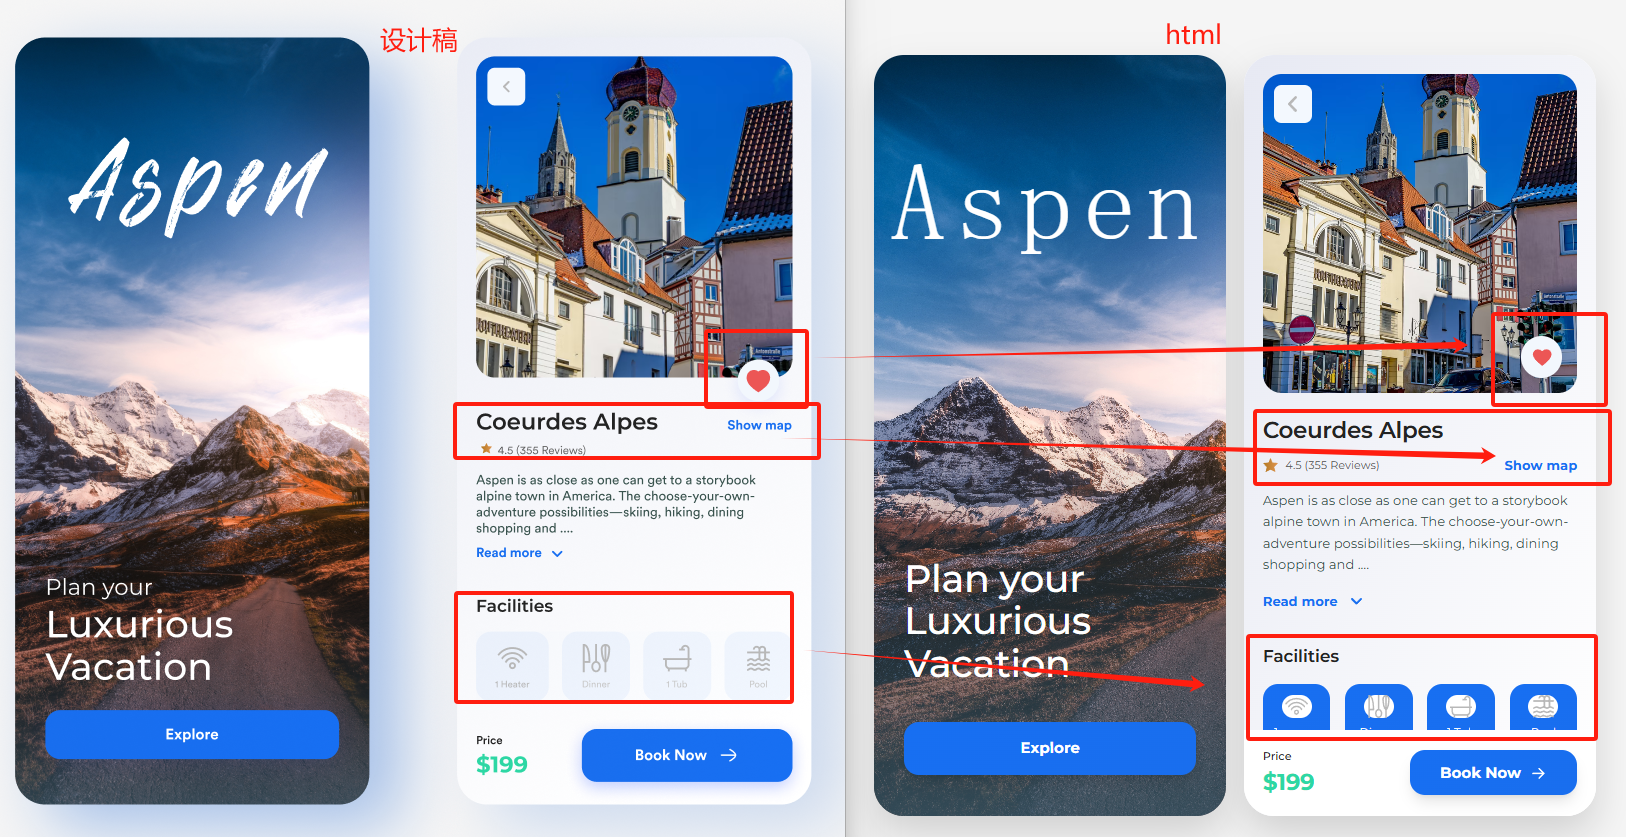 设计稿
html
Aspen
Plan your
Luxurious
Vacation
Explore
Antonstraße
Coeurdes Alpes
Show map
4.5 (355 Reviews)
Aspen is as close as one can get to a storybook
alpine town in America. The choose-your-own-
adventure possibilities—skiing, hiking, dining
shopping and ....
Read more
Facilities
1 Heater
Dinner
1 Tub
Pool
Price
$199
Book Now
Aspen
Plan your
Luxurious
Vacation
Explore
Coeurdes Alpes
4.5 (355 Reviews)
Show map
Aspen is as close as one can get to a storybook
alpine town in America. The choose-your-own-
adventure possibilities—skiing, hiking, dining
shopping and ....
Read more
Facilities
Price
$199
Book Now